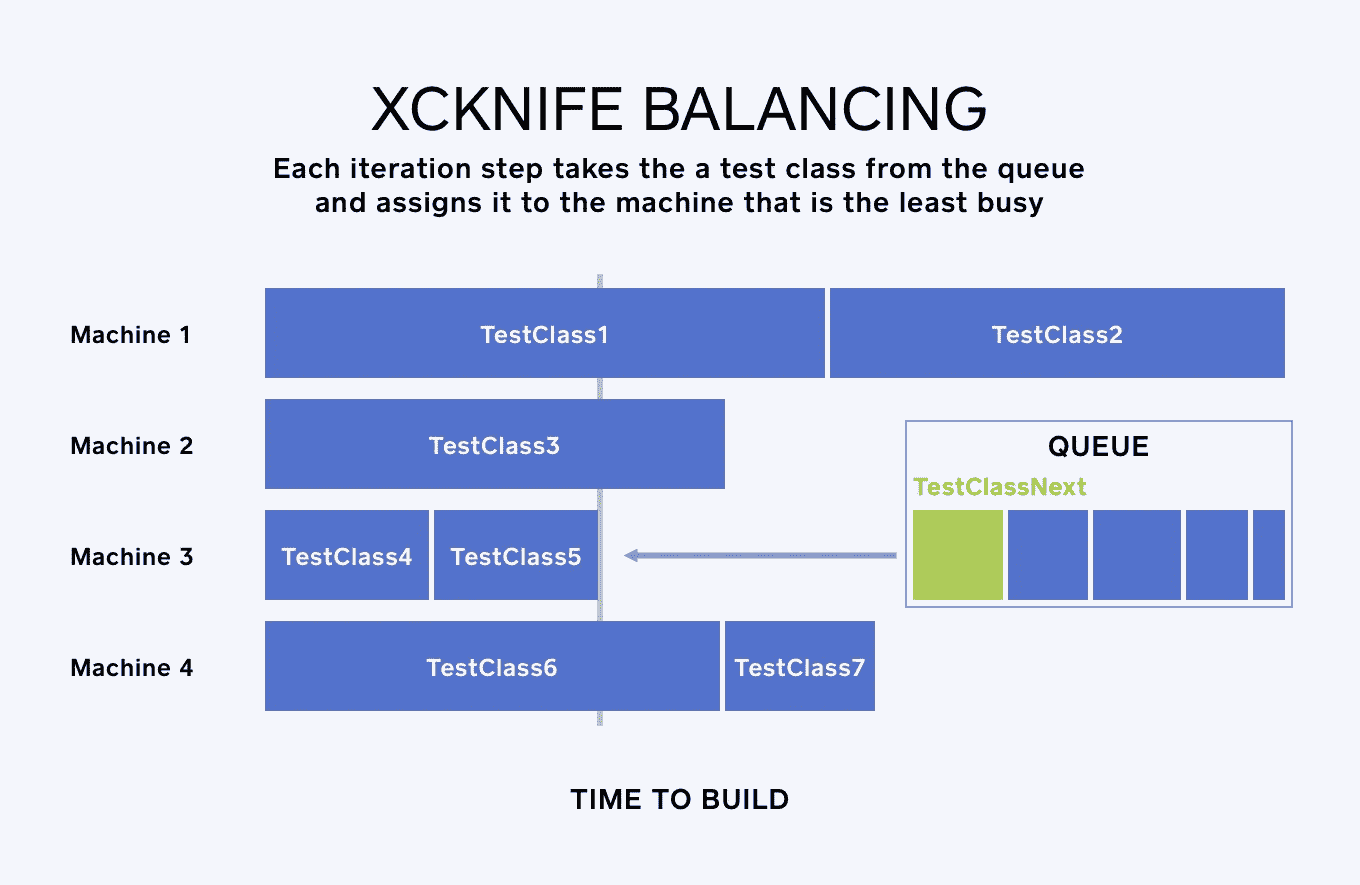 XCKNIFE BALANCING
Each iteration step takes the a test class from the queue
and assigns it to the machine that is the least busy
Machine 1
TestClass1
TestClass2
Machine 2
TestClass3
QUEUE
TestClassNext
Machine 3
TestClass4
TestClass5
Machine 4
TestClass6
TestClass7
TIME TO BUILD